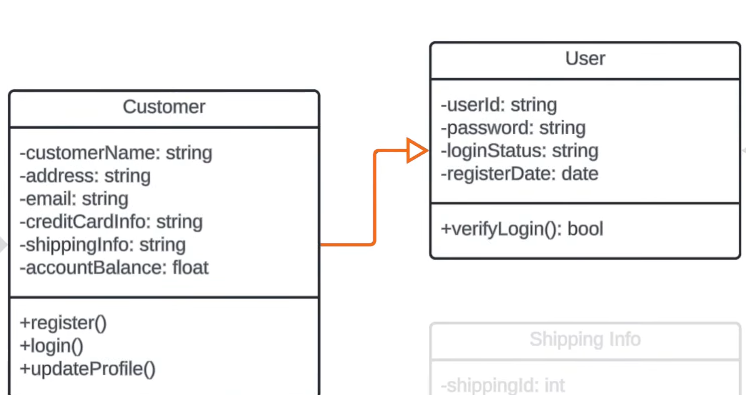 Customer
-customerName: string
-address: string
-email: string
-creditCardInfo: string
-shippingInfo: string
-accountBalance: float
+register()
+login()
+updateProfile()
User
-userId: string
-password: string
-loginStatus: string
-registerDate: date
+verifyLogin(): bool
Shipping Info
-shippingId: int